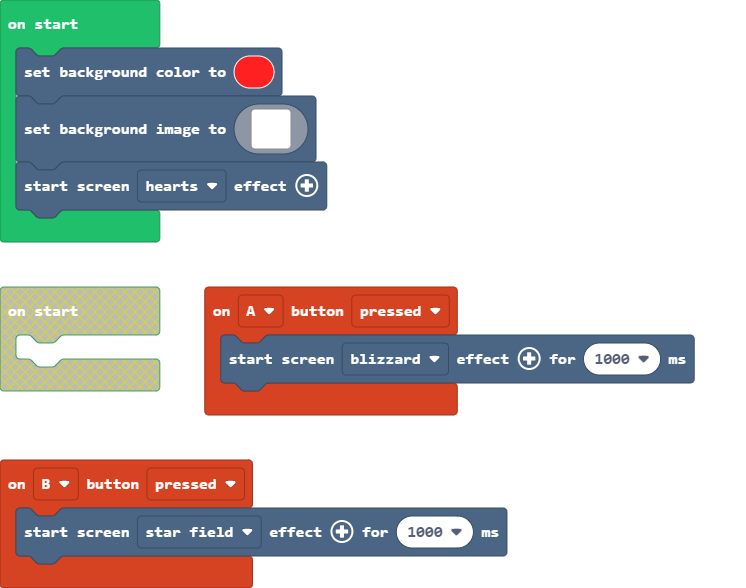 on start
set background color to
set background image to
start screen hearts effect
on start
on A button pressed
start screen blizzard effect for 1000 ms
on B button pressed
start screen star field effect for 1000 ms